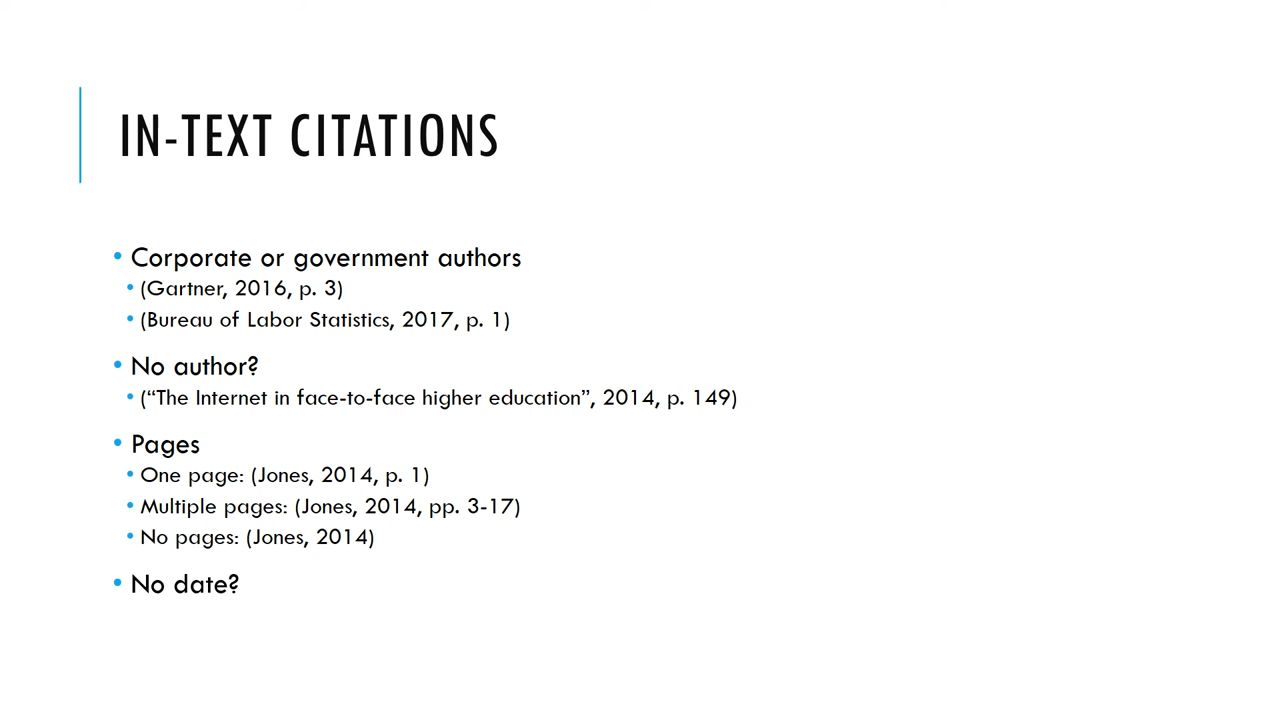 IN-TEXT CITATIONS
• Corporate or government authors
• (Gartner, 2016, p. 3)
• (Bureau of Labor Statistics, 2017, p. 1)
• No author?
• (“The Internet in face-to-face higher education”, 2014, p. 149)
• Pages
• One page: (Jones, 2014, p. 1)
• Multiple pages: (Jones, 2014, pp. 3-17)
• No pages: (Jones, 2014)
• No date?